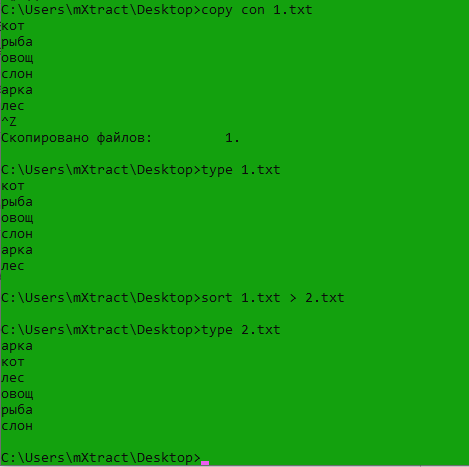 C:\Users\mXtract\Desktop>copy con 1.txt
кот
рыба
овощ
слон
арка
лес
^Z
Скопировано файлов:         1.
C:\Users\mXtract\Desktop>type 1.txt
кот
рыба
овощ
слон
арка
лес
C:\Users\mXtract\Desktop>sort 1.txt > 2.txt
C:\Users\mXtract\Desktop>type 2.txt
арка
кот
лес
овощ
рыба
слон
C:\Users\mXtract\Desktop>